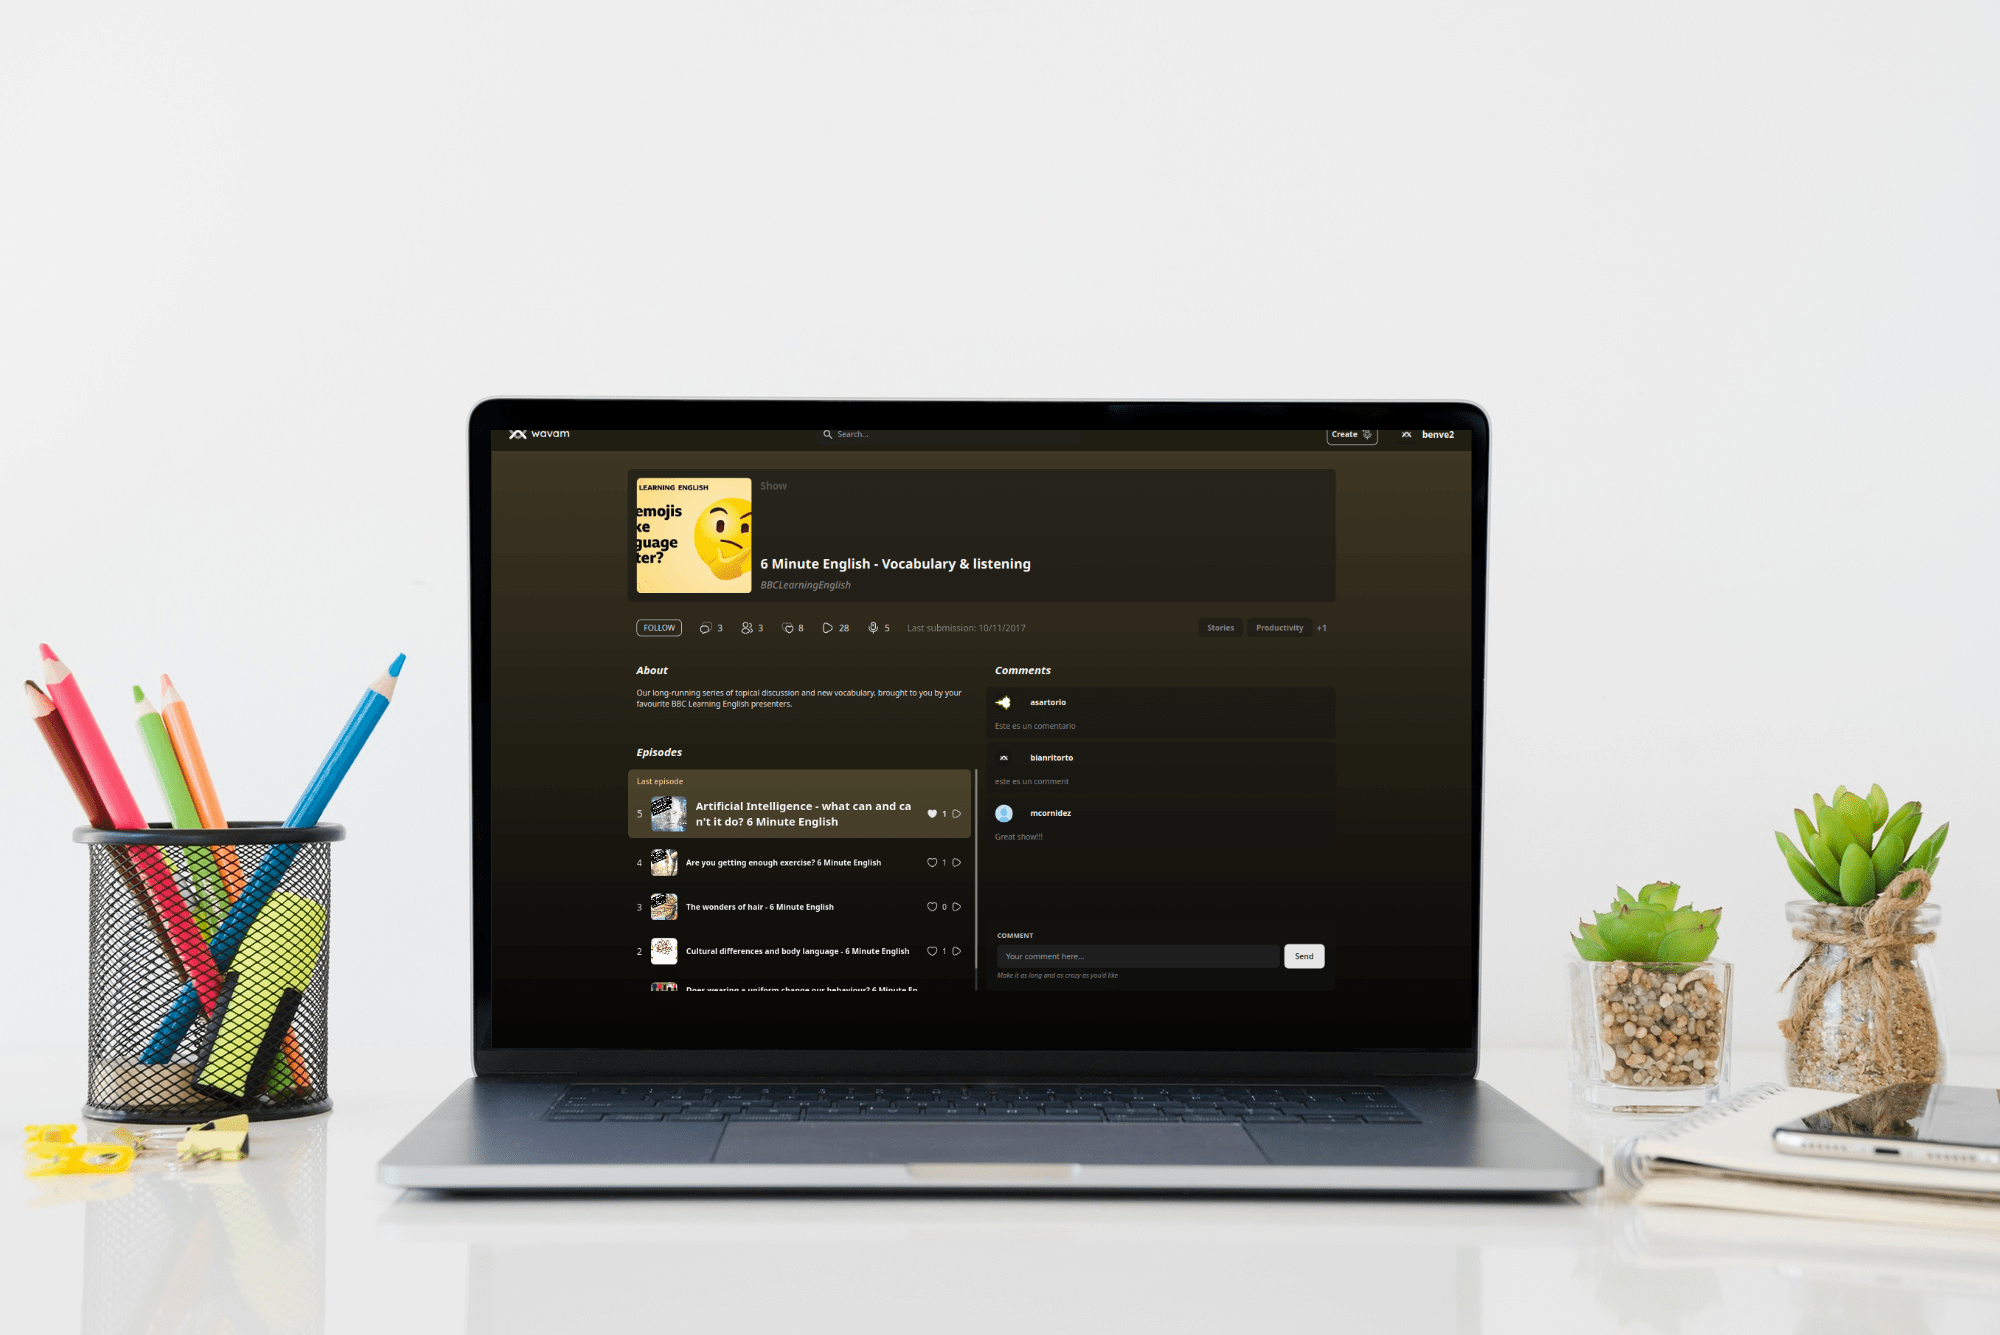 wavam
Search...
Create
benve2
LEARNING ENGLISH
emojis
ke
guage
ter?
Show
6 Minute English - Vocabulary & listening
BBCLearningEnglish
FOLLOW 3 3 8 28 5 Last submission: 10/11/2017
Stories Productivity +1
About
Our long-running series of topical discussion and new vocabulary, brought to you by your
favourite BBC Learning English presenters.
Episodes
Last episode
5 Artificial Intelligence - what can and ca
n't it do? 6 Minute English 1
4 Are you getting enough exercise? 6 Minute English 1
3 The wonders of hair - 6 Minute English 0
2 Cultural differences and body language - 6 Minute English 1
Does wearing a uniform change our behaviour? 6 Minute En
Comments
asartorio
Este es un comentario
bianritorto
este es un comment
mcornidez
Great show!!!
COMMENT
Your comment here...
Send
Make it as long and as crazy as you'd like